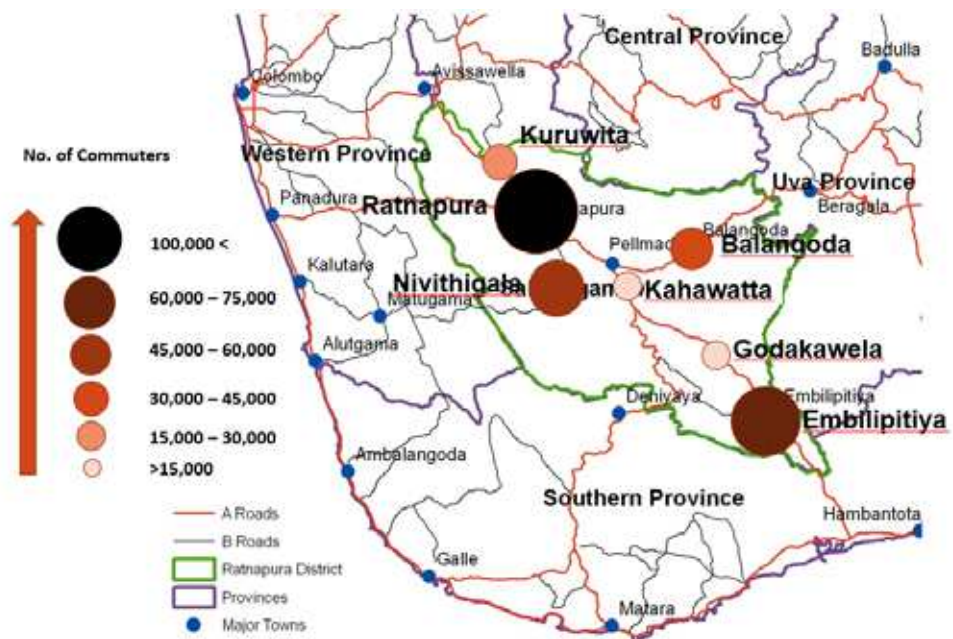 Central Province
Badulla
Colombo
Avissawella
Kuruwita
No. of Commuters
Western Province
Uva Province
Beragala
Panadura
Ratnapura
apura
100,000 <
Balangoda
Balangoda
Kalutara
Nivithigala
Kahawatta
60,000 – 75,000
Matugama
45,000 – 60,000
Alutgama
Godakawela
30,000 – 45,000
Deniyaya
Embilipitiya
Embilipitiya
15,000 – 30,000
>15,000
Ambalangoda
Southern Province
Hambantota
A Roads
B Roads
Galle
Ratnapura District
Provinces
Matara
Major Towns